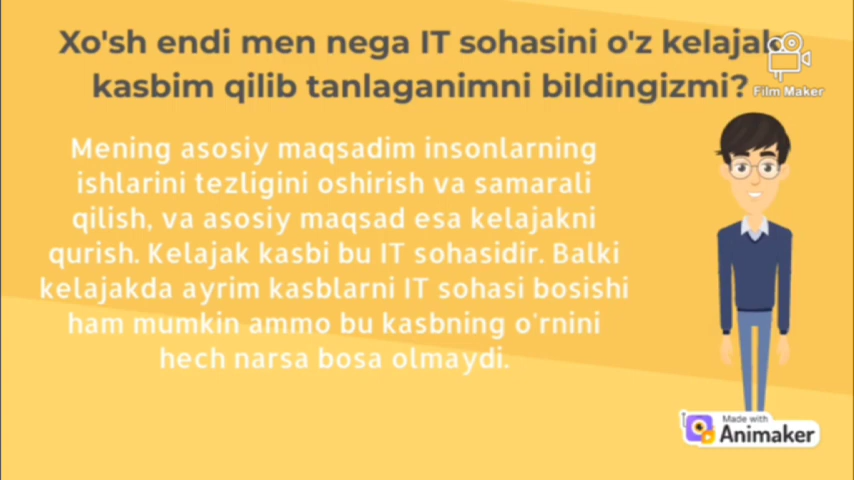 Xo'sh endi men nega IT sohasini o'z kelajak
kasbim qilib tanlaganimni bildingizmi?
Film Maker
Mening asosiy maqsadim insonlarning
ishlarini tezligini oshirish va samarali
qilish, va asosiy maqsad esa kelajakni
qurish. Kelajak kasbi bu IT sohasidir. Balki
kelajakda ayrim kasblarni IT sohasi bosishi
ham mumkin ammo bu kasbning o'rnini
hech narsa bosa olmaydi.
Made with
Animaker